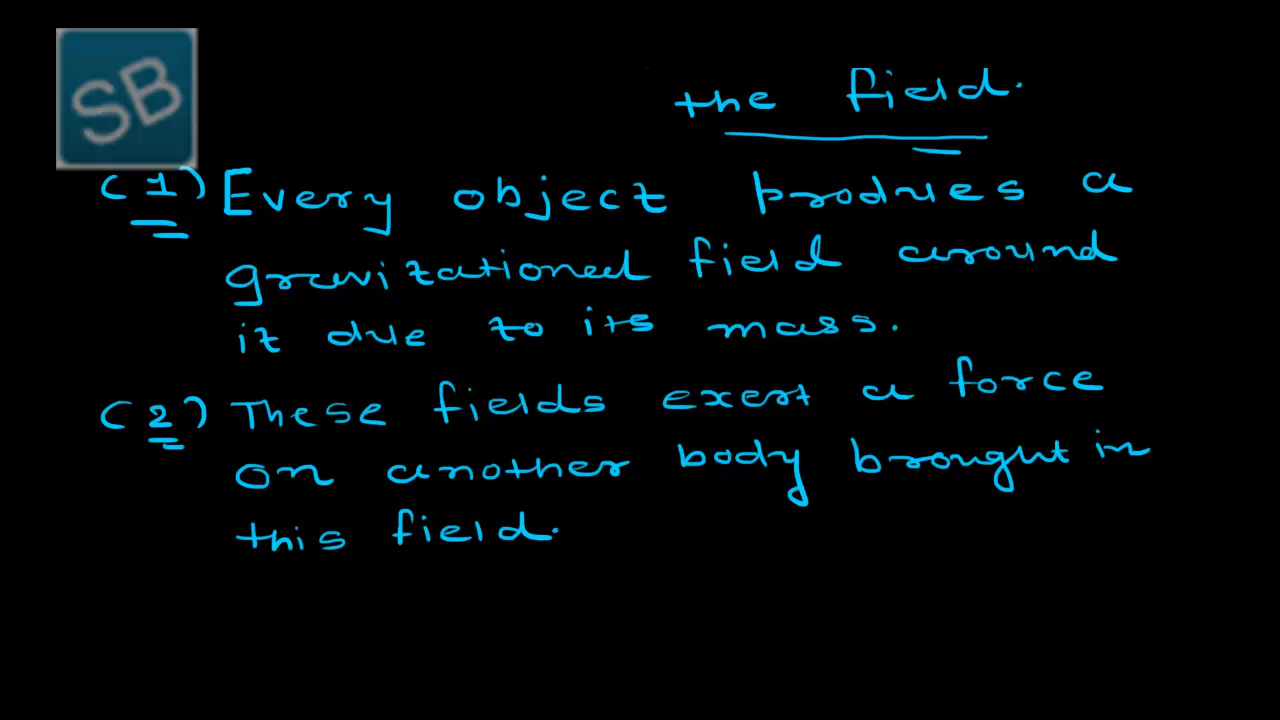 SB
the field.
(1) Every object produes a
gravitational field around
it due to its mass.
(2) These fields exert a force
on another body brought in
this field.